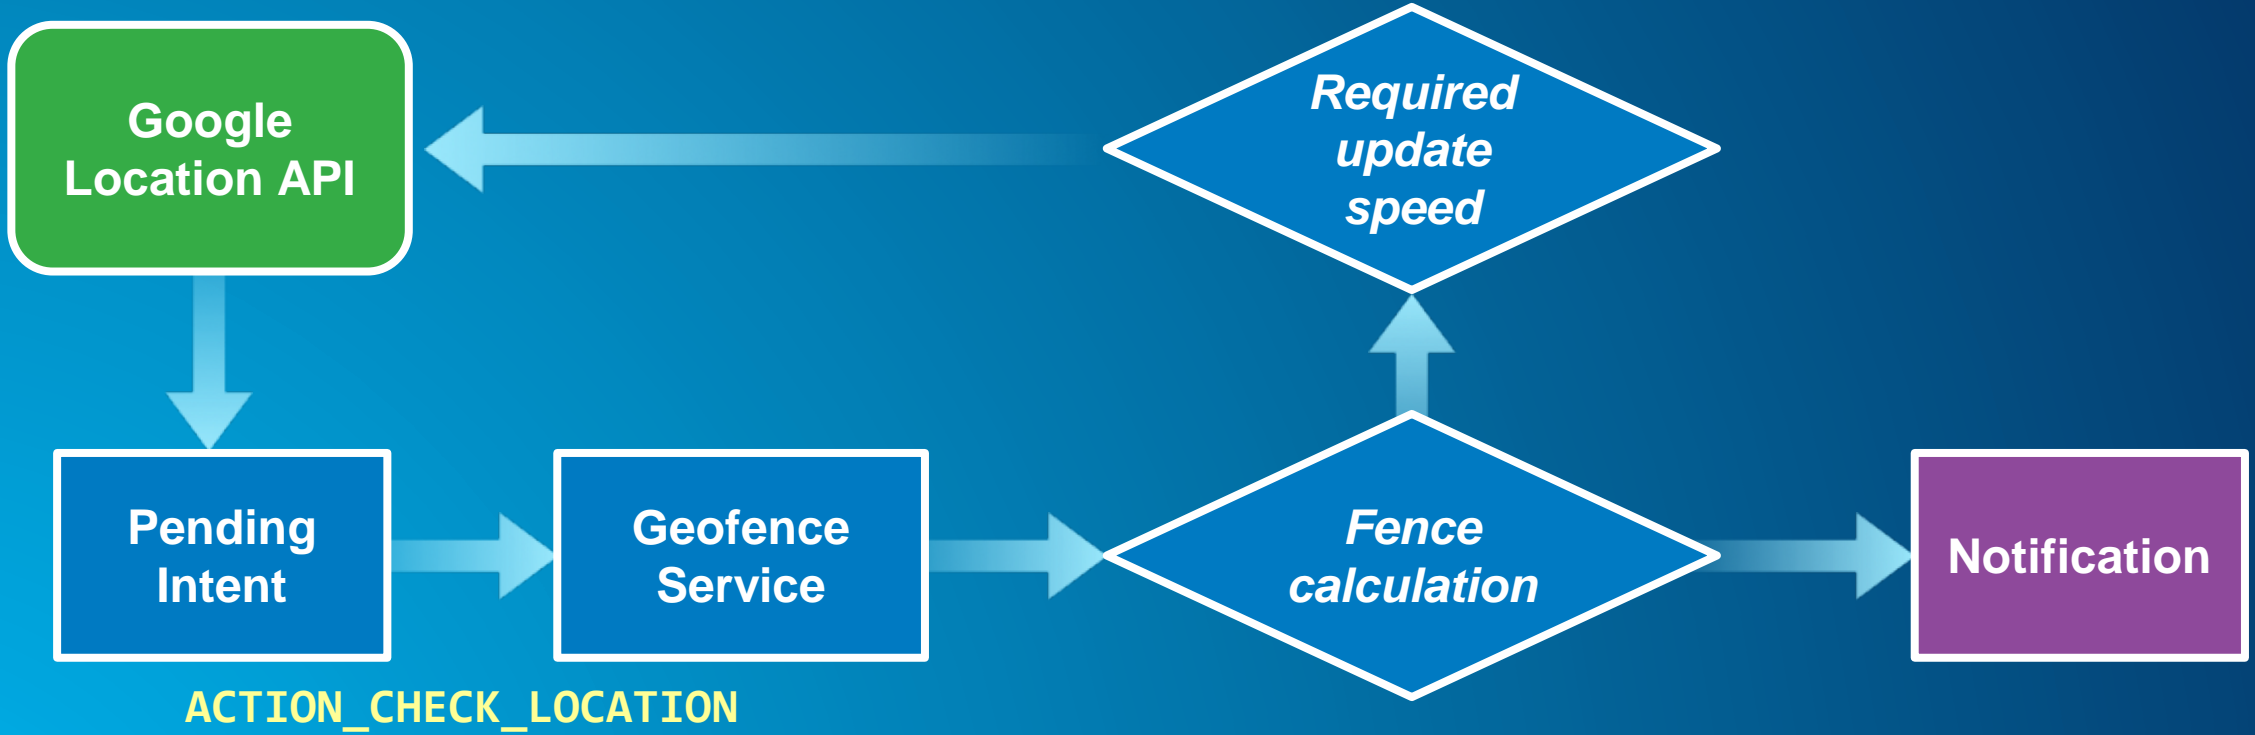 Google
Location API
Required
update
speed
Pending
Intent
Geofence
Service
Fence
calculation
Notification
ACTION_CHECK_LOCATION